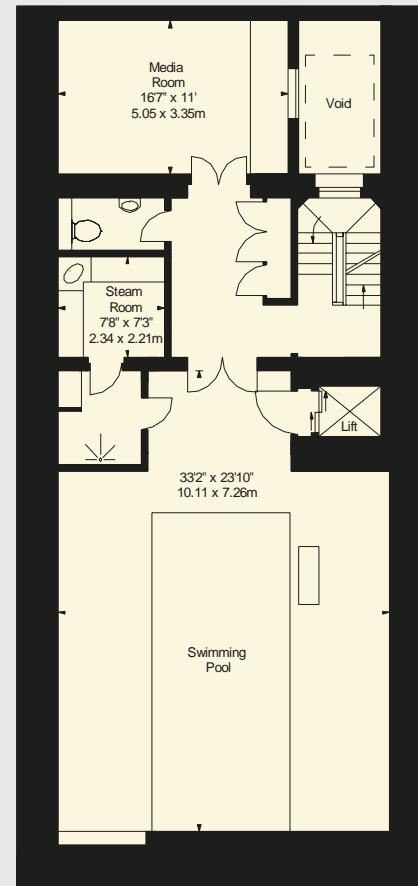 Media
Room
16'7" x 11'
5.05 x 3.35m
Void
Steam
Room
7'8" x 7'3"
2.34 x 2.21m
Lift
33'2" x 23'10"
10.11 x 7.26m
Swimming
Pool